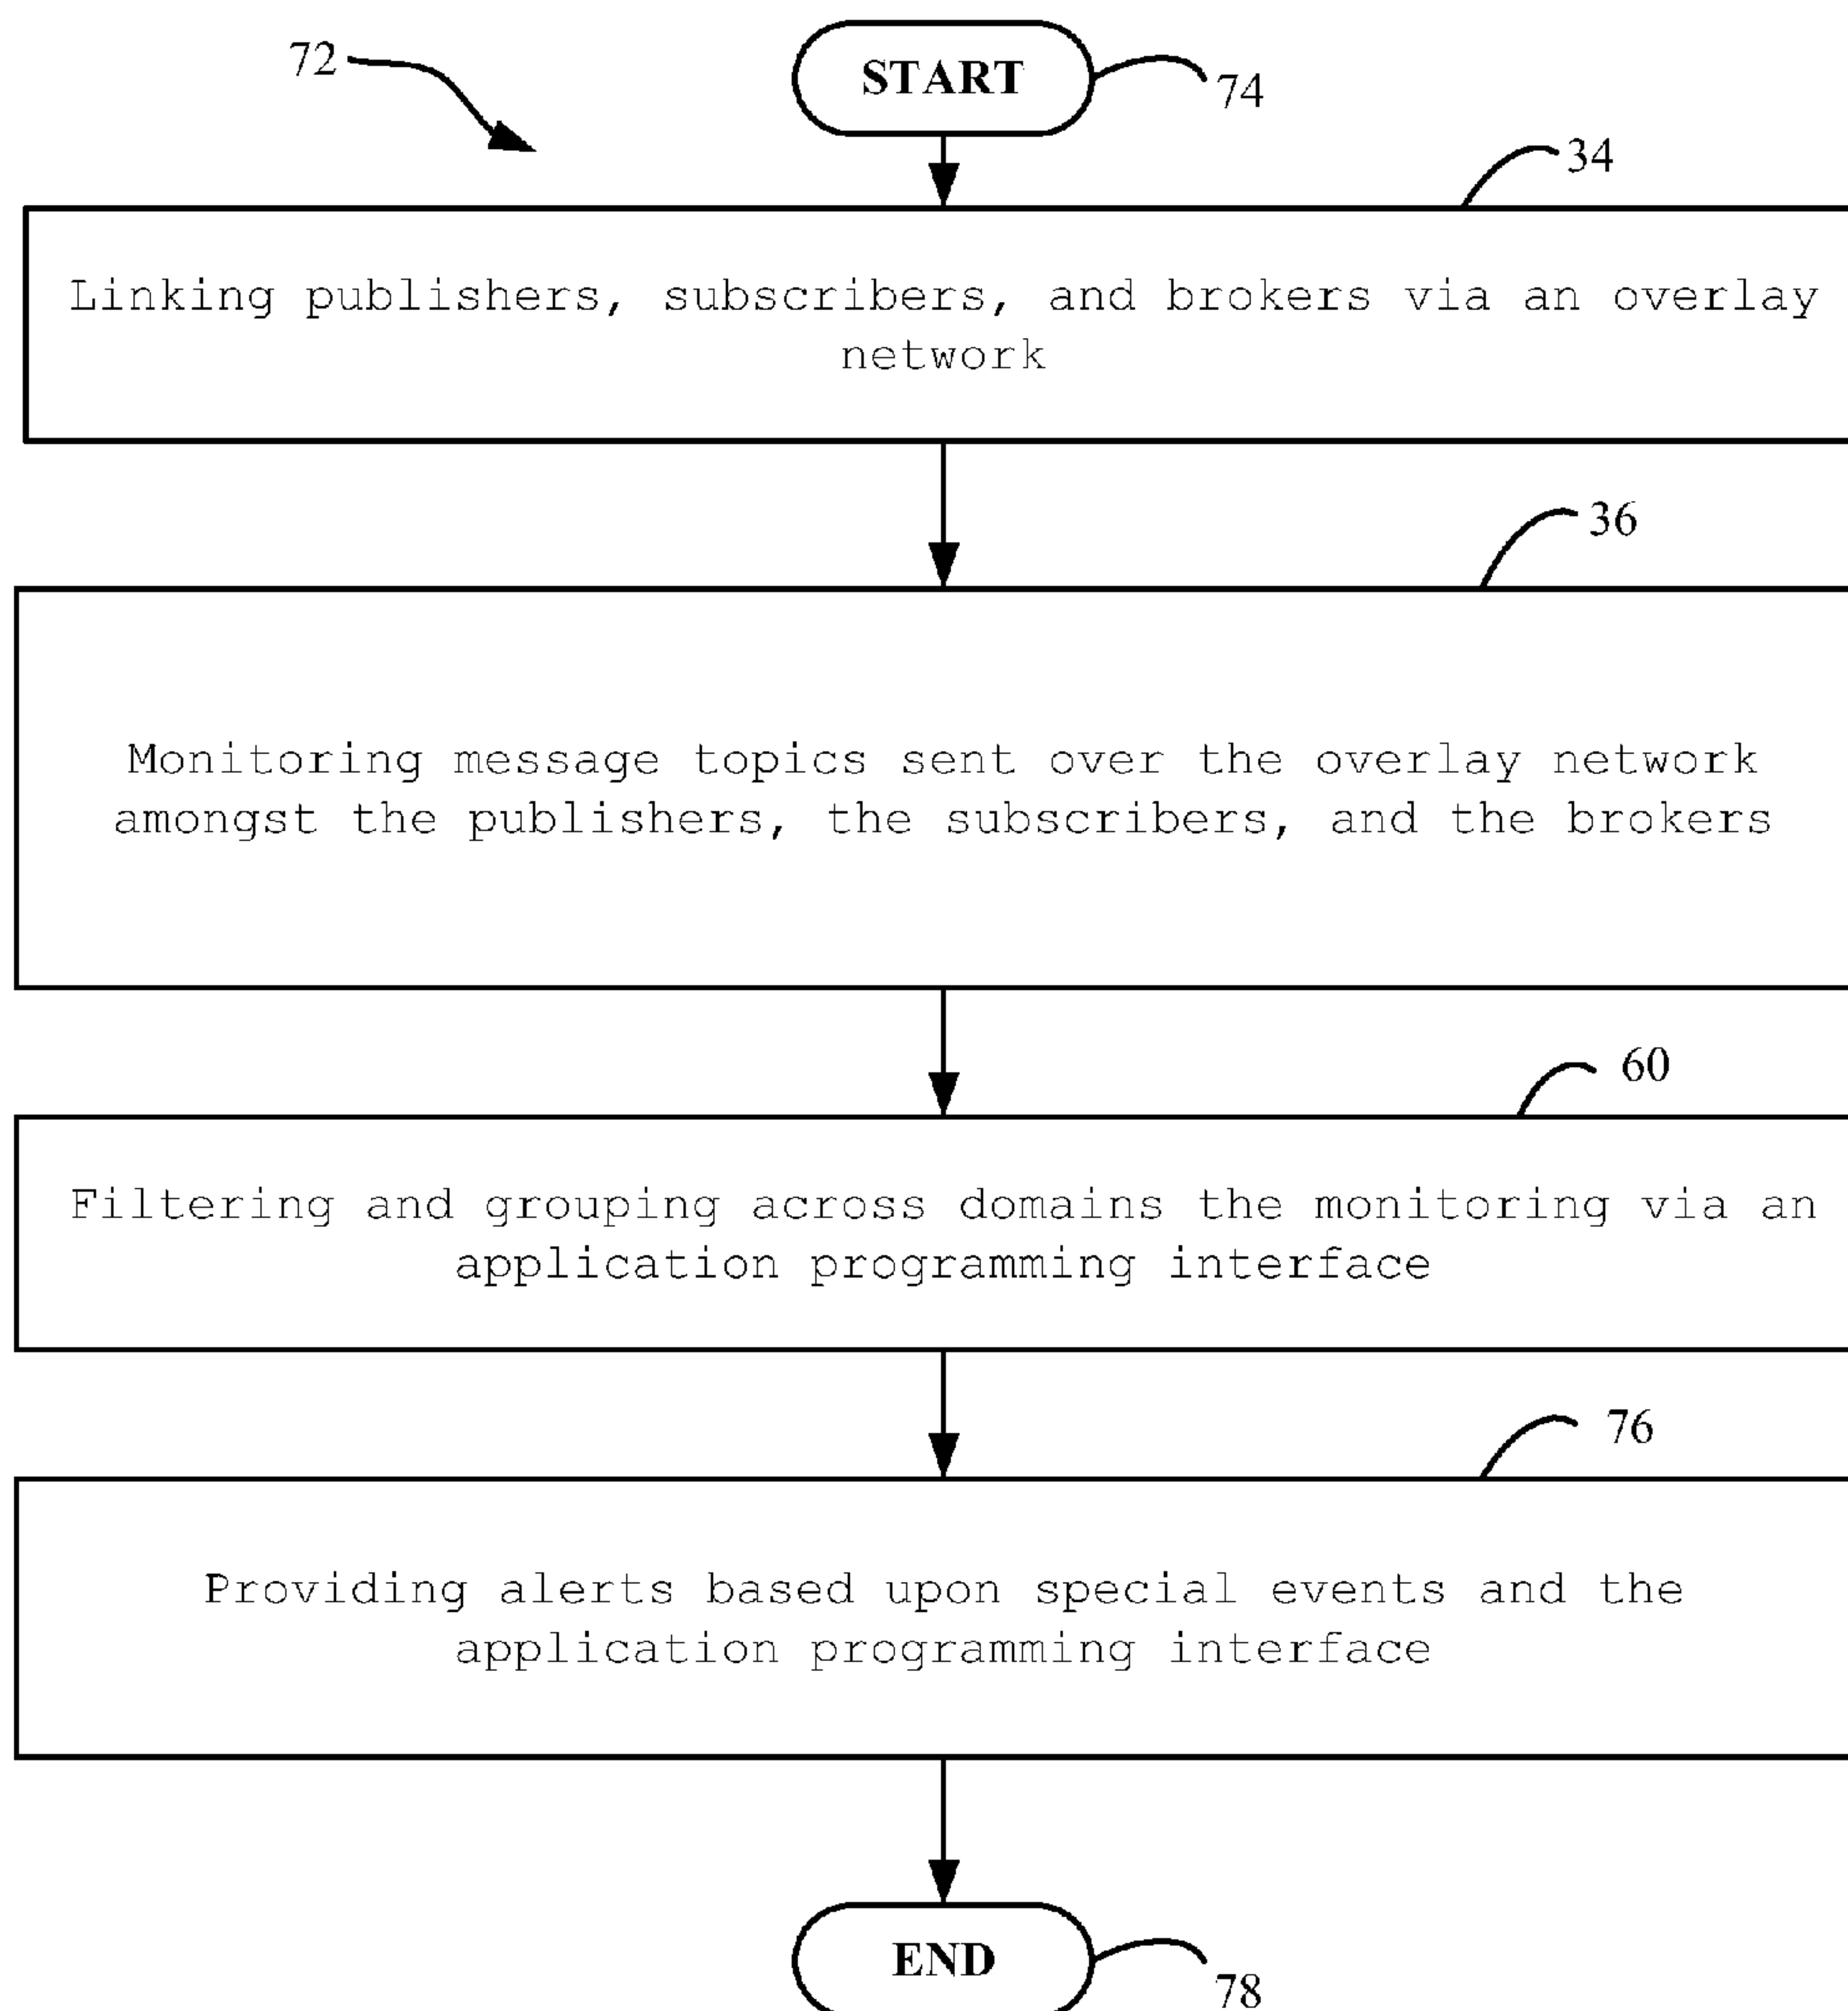 72
START
74
34
Linking publishers, subscribers, and brokers via an overlay
network
36
Monitoring message topics sent over the overlay network
amongst the publishers, the subscribers, and the brokers
60
Filtering and grouping across domains the monitoring via an
application programming interface
76
Providing alerts based upon special events and the
application programming interface
END
78